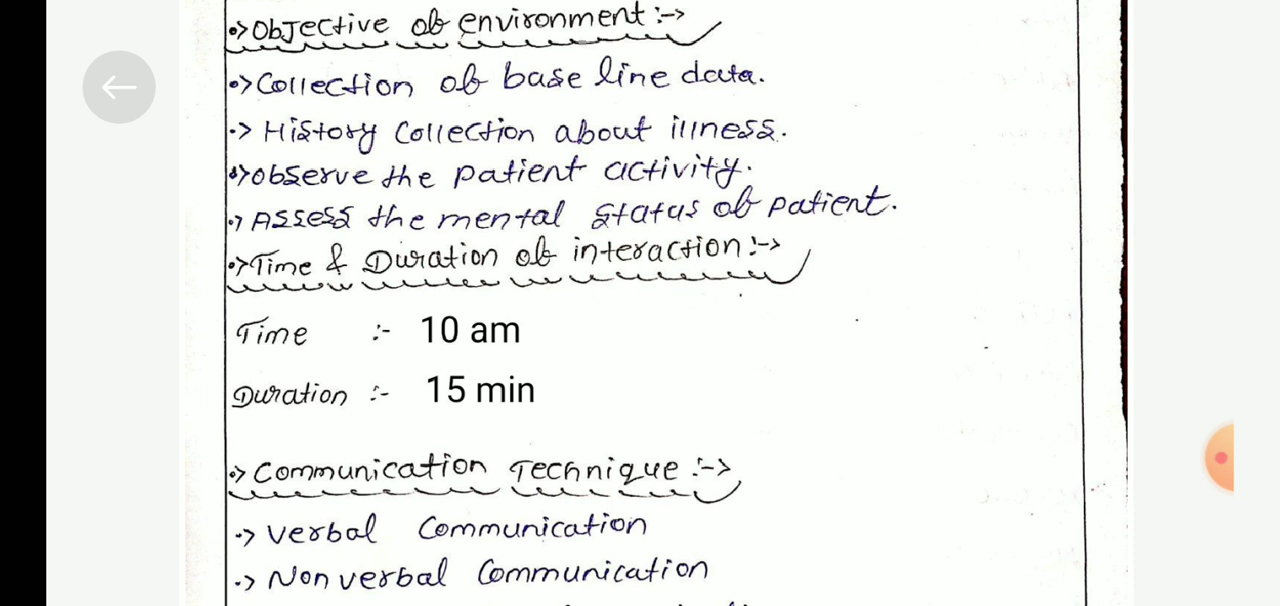 •> Objective of environment :->
•> Collection of base line data.
•> History Collection about illness.
•> observe the patient activity.
•> Assess the mental status of patient.
•> Time & Duration of interaction :->
Time :- 10 am
Duration :- 15 min
•> Communication Technique :->
•> Verbal Communication
•> Non verbal Communication